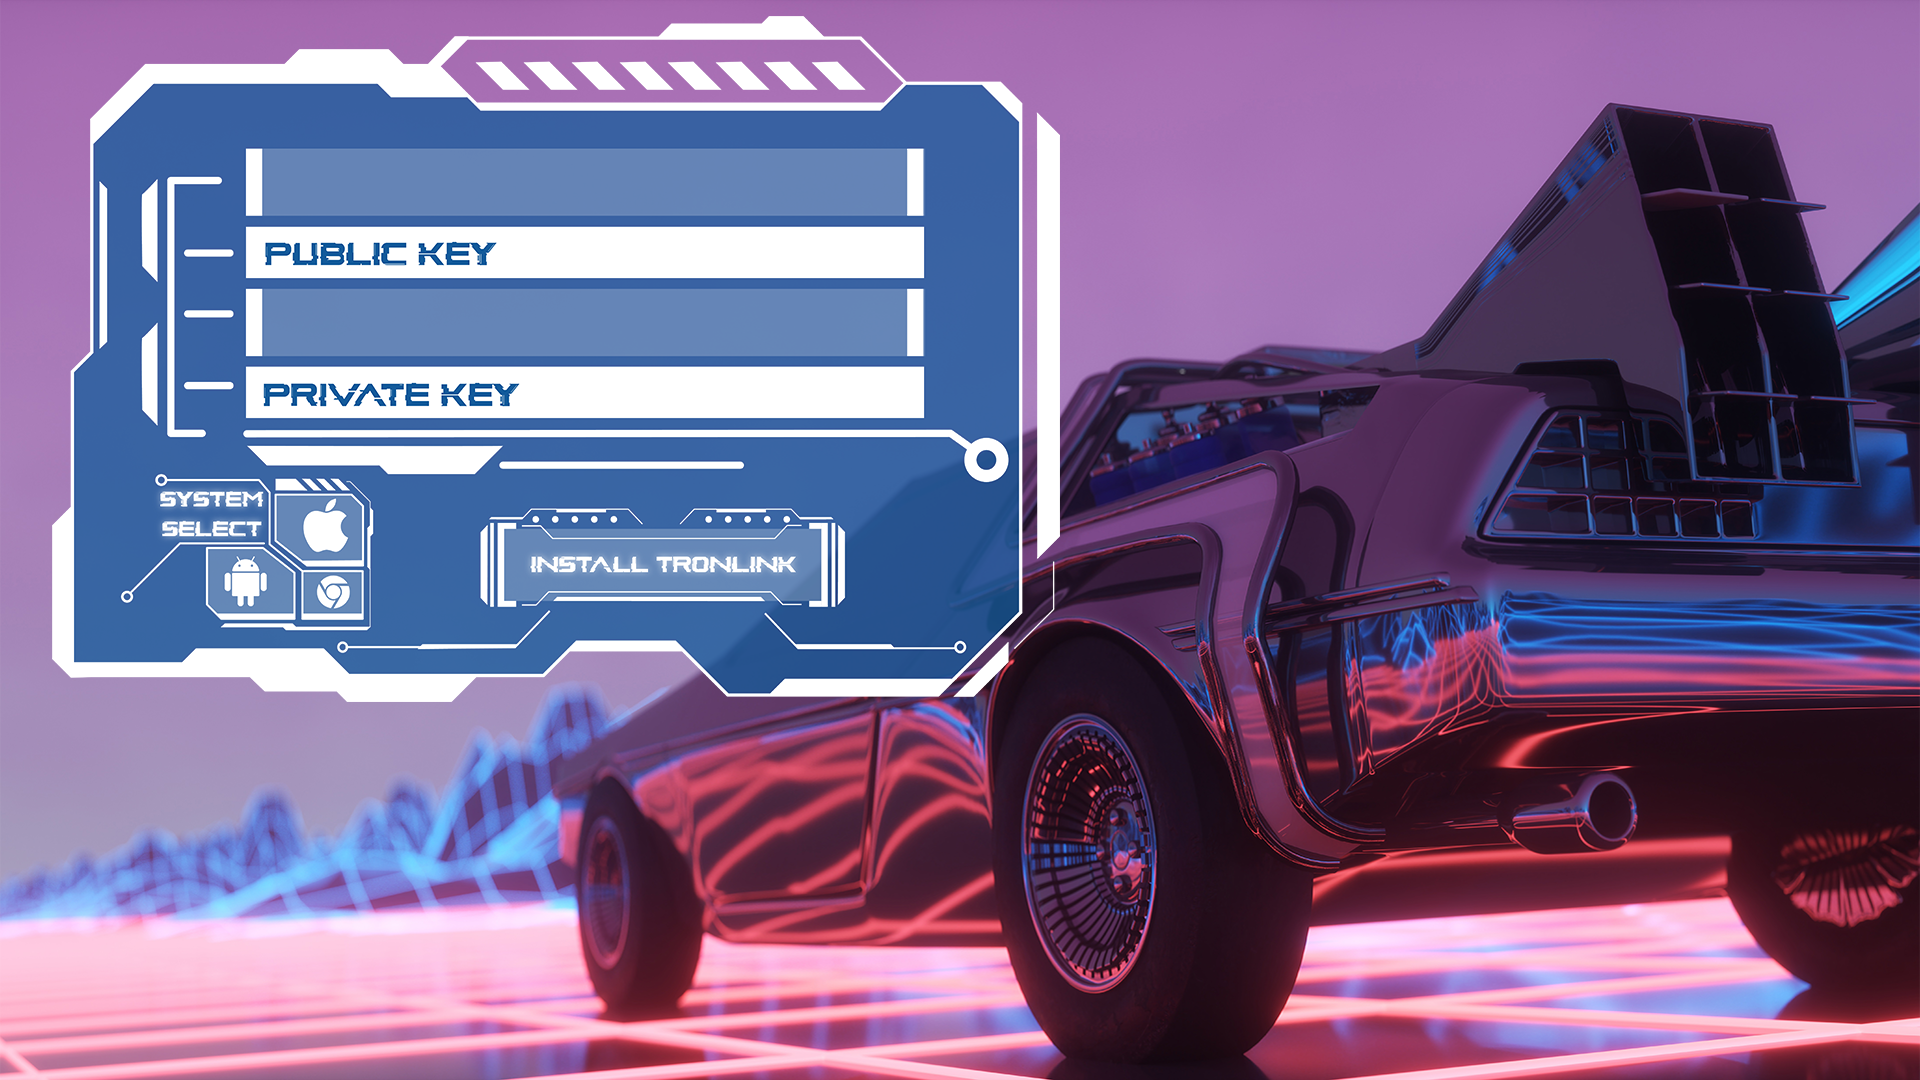 PUBLIC KEY
PRIVATE KEY
SYSTEM
SELECT
INSTALL TRONLINK